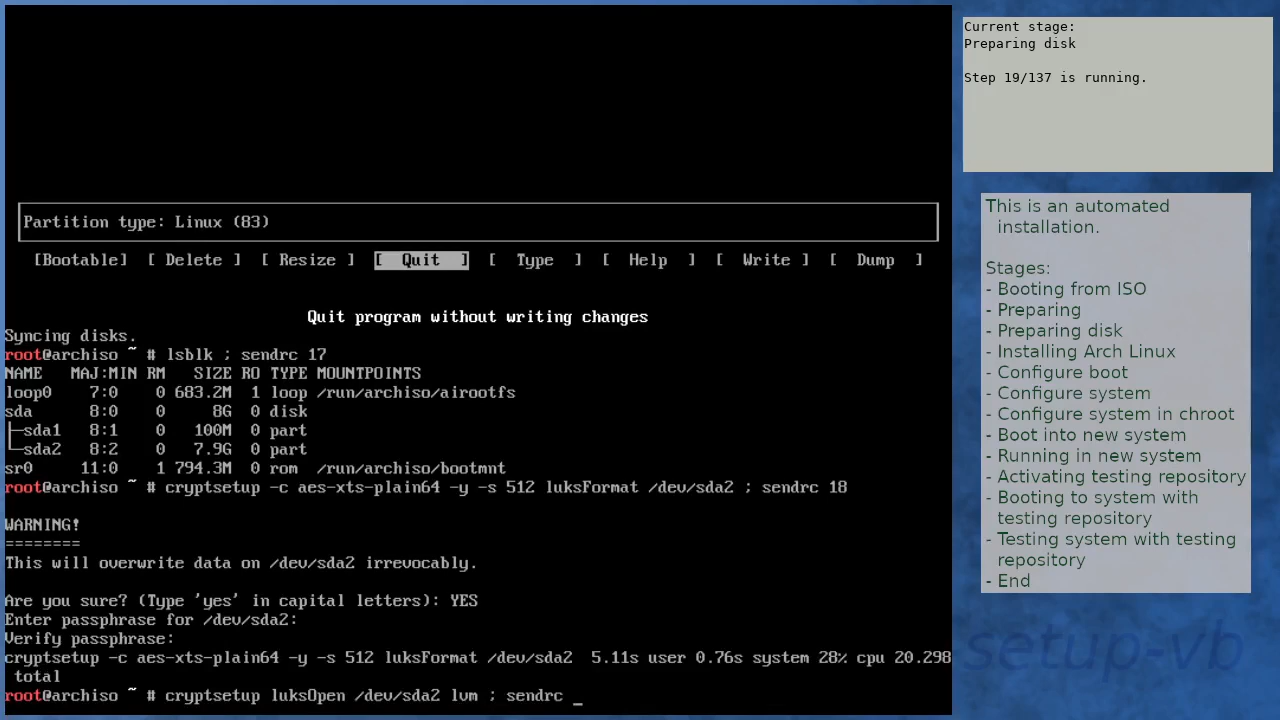 Partition type: Linux (83)
[Bootable] [ Delete ] [ Resize ] [ Quit ] [ Type ] [ Help ] [ Write ] [ Dump ]
Quit program without writing changes
Syncing disks.
root@archiso ~ # lsblk ; sendrc 17
NAME MAJ:MIN RM SIZE RO TYPE MOUNTPOINTS
loop0 7:0 0 683.2M 1 loop /run/archiso/airootfs
sda 8:0 0 8G 0 disk
├─sda1 8:1 0 100M 0 part
└─sda2 8:2 0 7.9G 0 part
sr0 11:0 1 794.3M 0 rom /run/archiso/bootmnt
root@archiso ~ # cryptsetup -c aes-xts-plain64 -y -s 512 luksFormat /dev/sda2 ; sendrc 18
WARNING!
========
This will overwrite data on /dev/sda2 irrevocably.
Are you sure? (Type 'yes' in capital letters): YES
Enter passphrase for /dev/sda2:
Verify passphrase:
cryptsetup -c aes-xts-plain64 -y -s 512 luksFormat /dev/sda2 5.11s user 0.76s system 28% cpu 20.298
total
root@archiso ~ # cryptsetup luksOpen /dev/sda2 lvm ; sendrc _
Current stage:
Preparing disk
Step 19/137 is running.
This is an automated
installation.
Stages:
- Booting from ISO
- Preparing
- Preparing disk
- Installing Arch Linux
- Configure boot
- Configure system
- Configure system in chroot
- Boot into new system
- Running in new system
- Activating testing repository
- Booting to system with
testing repository
- Testing system with testing
repository
- End
setup-vb